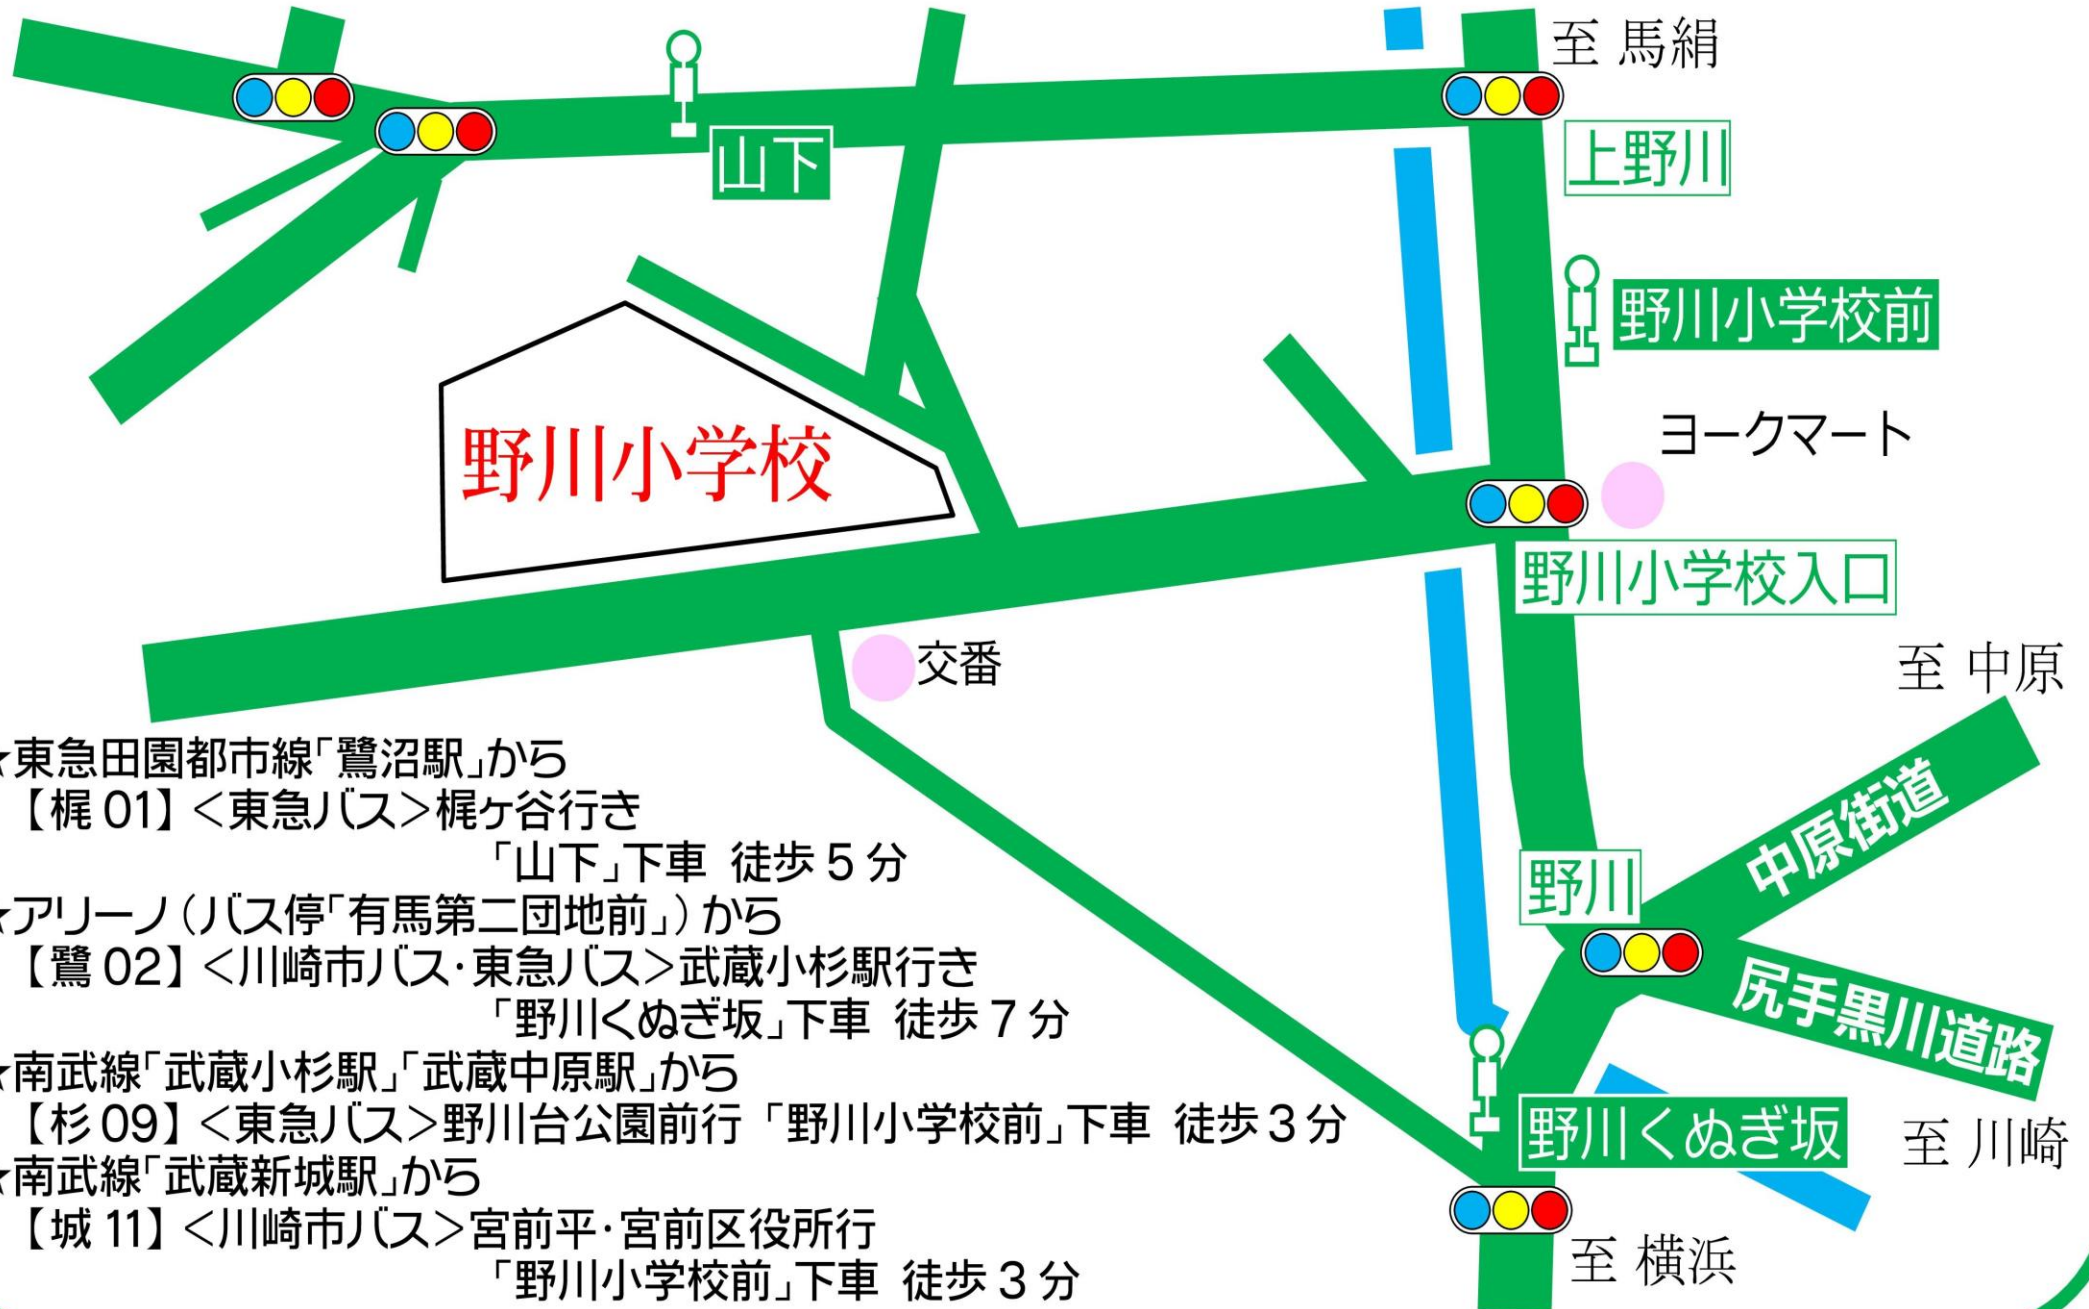 至 馬絹
上野川
山下
野川小学校前
ヨークマート
野川小学校
野川小学校入口
交番
至 中原
中原街道
野川
尻手黒川道路
野川くぬぎ坂
至 川崎
至 横浜
★東急田園都市線「鷺沼駅」から
【梶01】＜東急バス＞梶ヶ谷行き
「山下」下車 徒歩5分
★アリーノ（バス停「有馬第二団地前」）から
【鷺02】＜川崎市バス・東急バス＞武蔵小杉駅行き
「野川くぬぎ坂」下車 徒歩7分
★南武線「武蔵小杉駅」「武蔵中原駅」から
【杉09】＜東急バス＞野川台公園前行「野川小学校前」下車 徒歩3分
★南武線「武蔵新城駅」から
【城11】＜川崎市バス＞宮前平・宮前区役所行
「野川小学校前」下車 徒歩3分